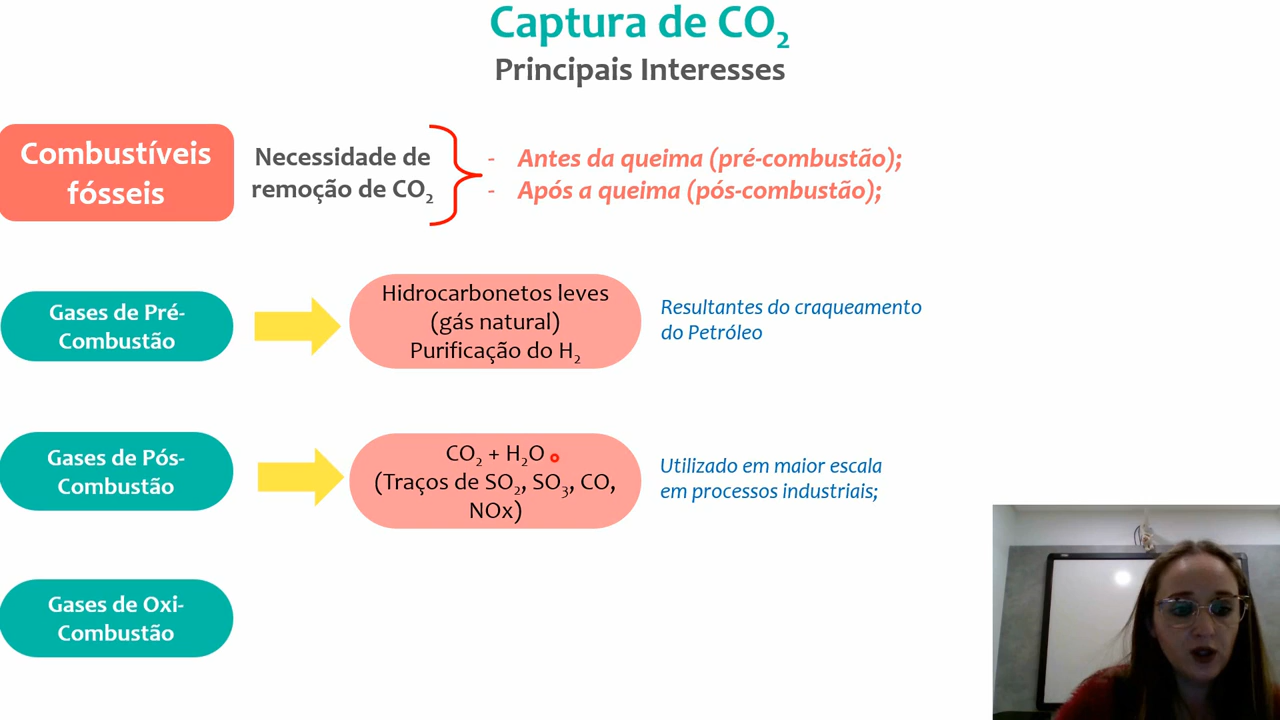 Captura de CO₂
Principais Interesses
Combustíveis
fósseis
Necessidade de
remoção de CO₂
- Antes da queima (pré-combustão);
- Após a queima (pós-combustão);
Gases de Pré-
Combustão
Hidrocarbonetos leves
(gás natural)
Purificação do H₂
Resultantes do craqueamento
do Petróleo
Gases de Pós-
Combustão
CO₂ + H₂O
(Traços de SO₂, SO₃, CO,
NOx)
Utilizado em maior escala
em processos industriais;
Gases de Oxi-
Combustão